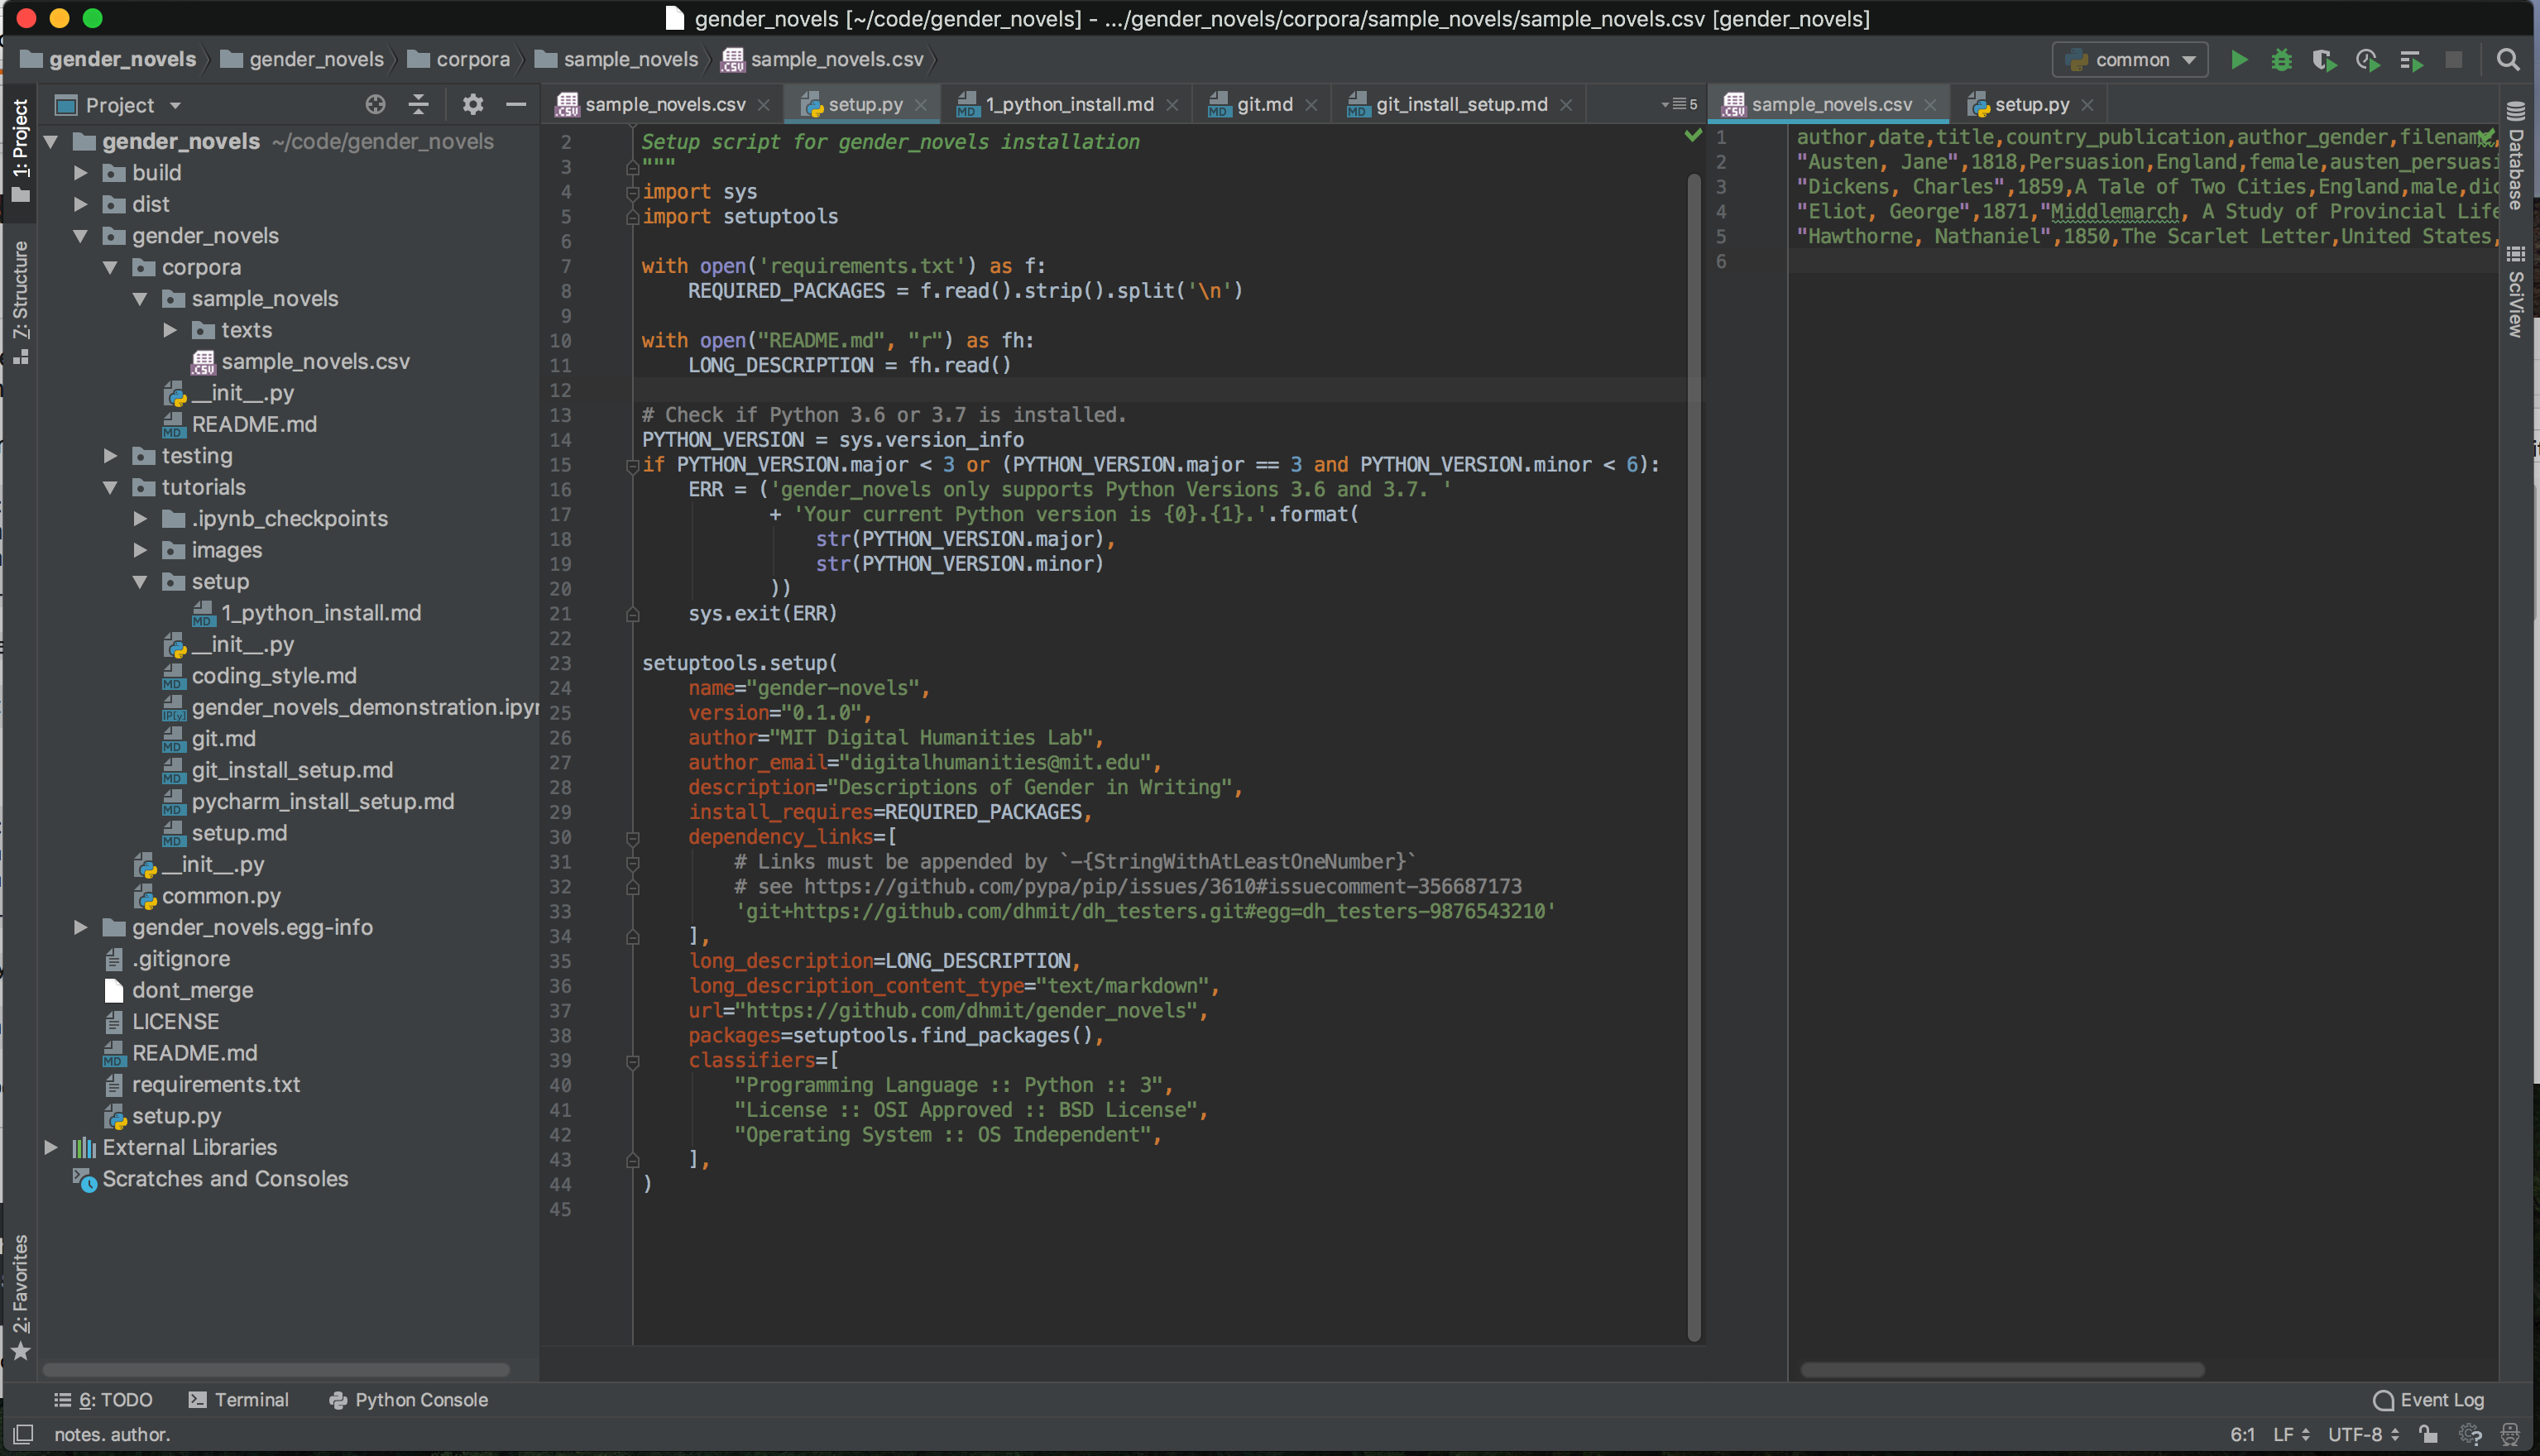 gender_novels [~/code/gender_novels] - .../gender_novels/corpora/sample_novels/sample_novels.csv [gender_novels]
gender_novels gender_novels corpora sample_novels sample_novels.csv common
Project
sample_novels.csv setup.py 1_python_install.md git.md git_install_setup.md 5
sample_novels.csv setup.py
1: Project
7: Structure
2: Favorites
gender_novels ~/code/gender_novels
build
dist
gender_novels
corpora
sample_novels
texts
sample_novels.csv
__init__.py
README.md
testing
tutorials
.ipynb_checkpoints
images
setup
1_python_install.md
__init__.py
coding_style.md
gender_novels_demonstration.ipyn
git.md
git_install_setup.md
pycharm_install_setup.md
setup.md
__init__.py
common.py
gender_novels.egg-info
.gitignore
dont_merge
LICENSE
README.md
requirements.txt
setup.py
External Libraries
Scratches and Consoles
2 Setup script for gender_novels installation
3 """
4 import sys
5 import setuptools
6
7 with open('requirements.txt') as f:
8     REQUIRED_PACKAGES = f.read().strip().split('\n')
9
10 with open("README.md", "r") as fh:
11     LONG_DESCRIPTION = fh.read()
12
13 # Check if Python 3.6 or 3.7 is installed.
14 PYTHON_VERSION = sys.version_info
15 if PYTHON_VERSION.major < 3 or (PYTHON_VERSION.major == 3 and PYTHON_VERSION.minor < 6):
16     ERR = ('gender_novels only supports Python Versions 3.6 and 3.7. '
17            + 'Your current Python version is {0}.{1}.'.format(
18                str(PYTHON_VERSION.major),
19                str(PYTHON_VERSION.minor)
20            ))
21     sys.exit(ERR)
22
23 setuptools.setup(
24     name="gender-novels",
25     version="0.1.0",
26     author="MIT Digital Humanities Lab",
27     author_email="digitalhumanities@mit.edu",
28     description="Descriptions of Gender in Writing",
29     install_requires=REQUIRED_PACKAGES,
30     dependency_links=[
31         # Links must be appended by `-{StringWithAtLeastOneNumber}`
32         # see https://github.com/pypa/pip/issues/3610#issuecomment-356687173
33         'git+https://github.com/dhmit/dh_testers.git#egg=dh_testers-9876543210'
34     ],
35     long_description=LONG_DESCRIPTION,
36     long_description_content_type="text/markdown",
37     url="https://github.com/dhmit/gender_novels",
38     packages=setuptools.find_packages(),
39     classifiers=[
40         "Programming Language :: Python :: 3",
41         "License :: OSI Approved :: BSD License",
42         "Operating System :: OS Independent",
43     ],
44 )
45
1 author,date,title,country_publication,author_gender,filename,
2 "Austen, Jane",1818,Persuasion,England,female,austen_persuasi
3 "Dickens, Charles",1859,A Tale of Two Cities,England,male,dic
4 "Eliot, George",1871,"Middlemarch, A Study of Provincial Life
5 "Hawthorne, Nathaniel",1850,The Scarlet Letter,United States,
6
Database
SciView
6: TODO Terminal Python Console Event Log
notes. author. 6:1 LF UTF-8